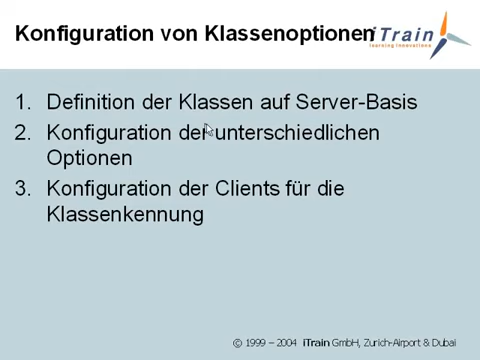 Konfiguration von Klassenoptionen
iTrain
learning innovations
1. Definition der Klassen auf Server-Basis
2. Konfiguration der unterschiedlichen
Optionen
3. Konfiguration der Clients für die
Klassenkennung
© 1999 – 2004 iTrain GmbH, Zurich-Airport & Dubai